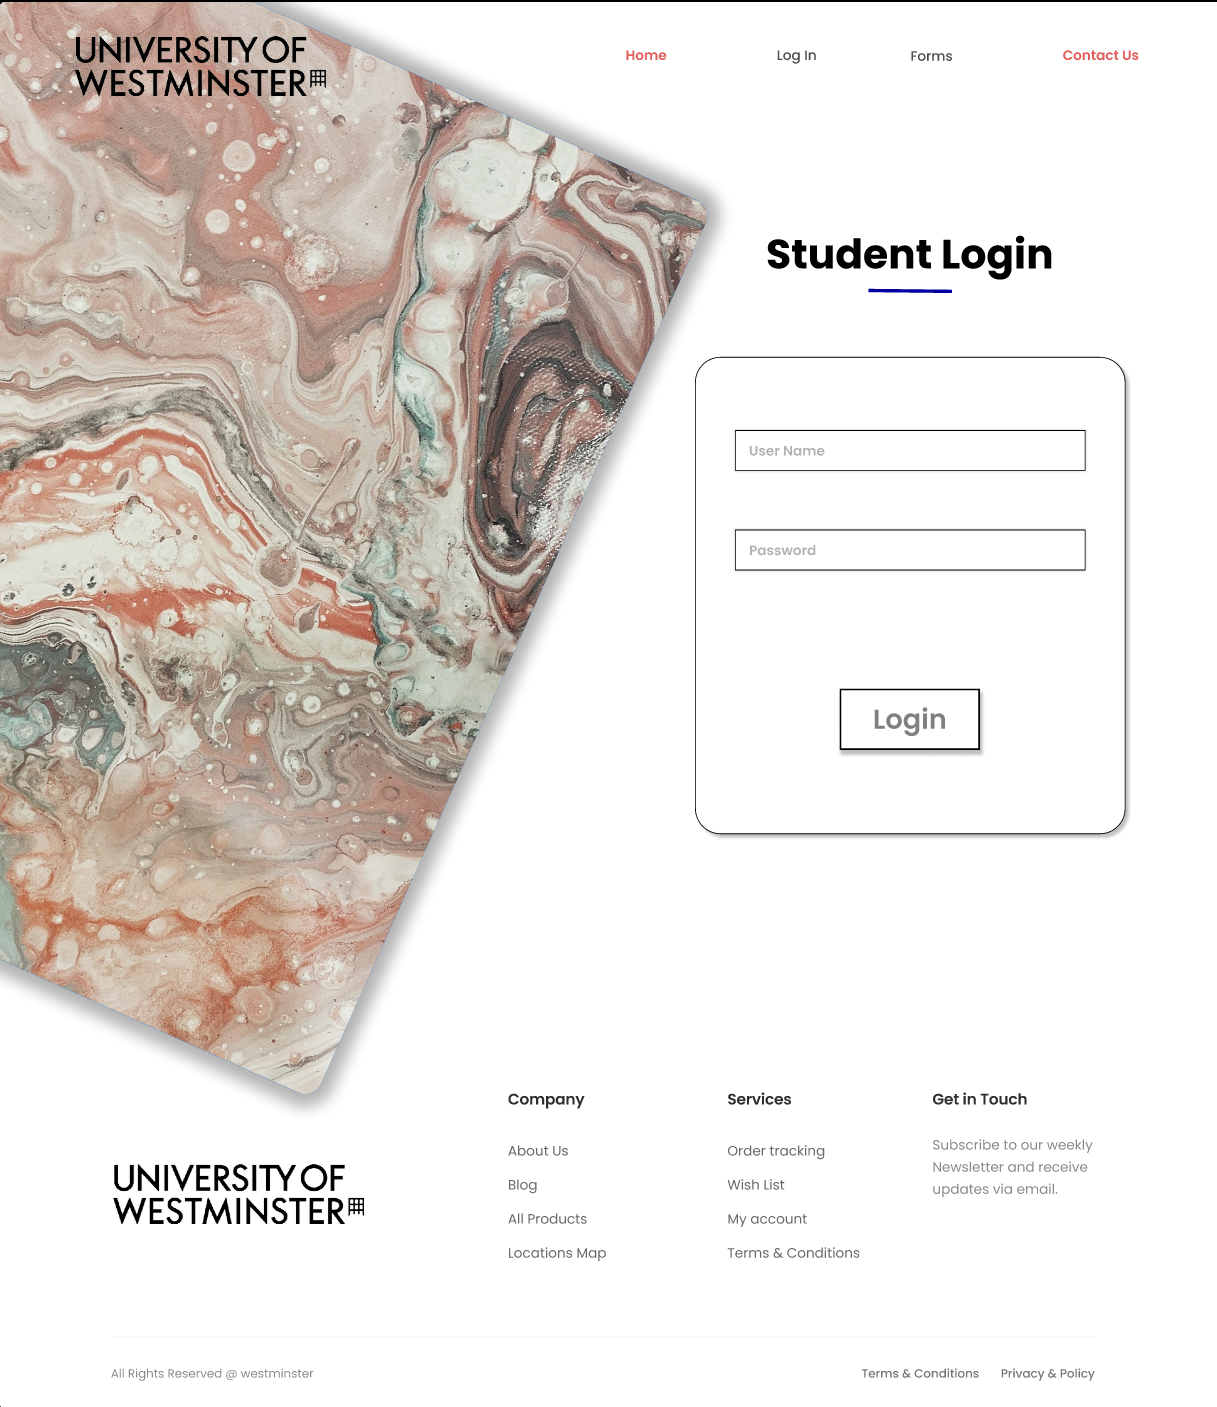 UNIVERSITY OF
WESTMINSTER
Home
Log In
Forms
Contact Us
Student Login
User Name
Password
Login
Company
About Us
Blog
All Products
Locations Map
Services
Order tracking
Wish List
My account
Terms & Conditions
Get in Touch
Subscribe to our weekly
Newsletter and receive
updates via email.
UNIVERSITY OF
WESTMINSTER
All Rights Reserved @ westminster
Terms & Conditions
Privacy & Policy